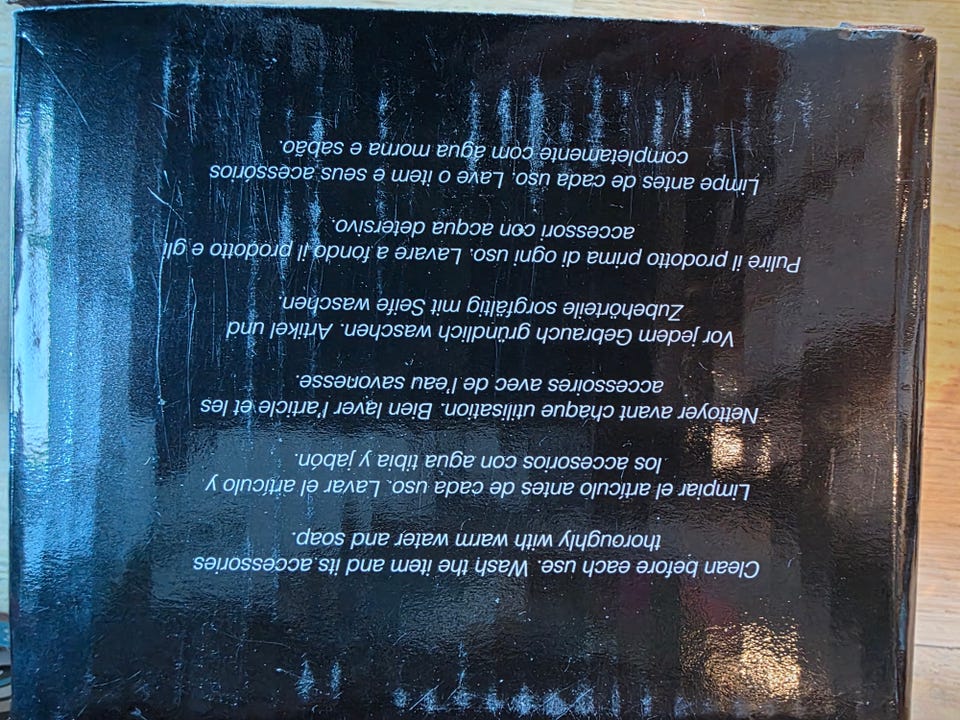 Clean before each use. Wash the item and its accessories
thoroughly with warm water and soap.
Limpiar el artículo antes de cada uso. Lavar el artículo y
los accesorios con agua tibia y jabón.
Nettoyer avant chaque utilisation. Bien laver l'article et les
accessoires avec de l'eau savonesse.
Vor jedem Gebrauch gründlich waschen. Artikel und
Zubehörteile sorgfältig mit Seife waschen.
Pulire il prodotto prima di ogni uso. Lavare a fondo il prodotto e gli
accessori con acqua detersivo.
Limpe antes de cada uso. Lave o item e seus accesórios
completamente com agua morna e sabão.